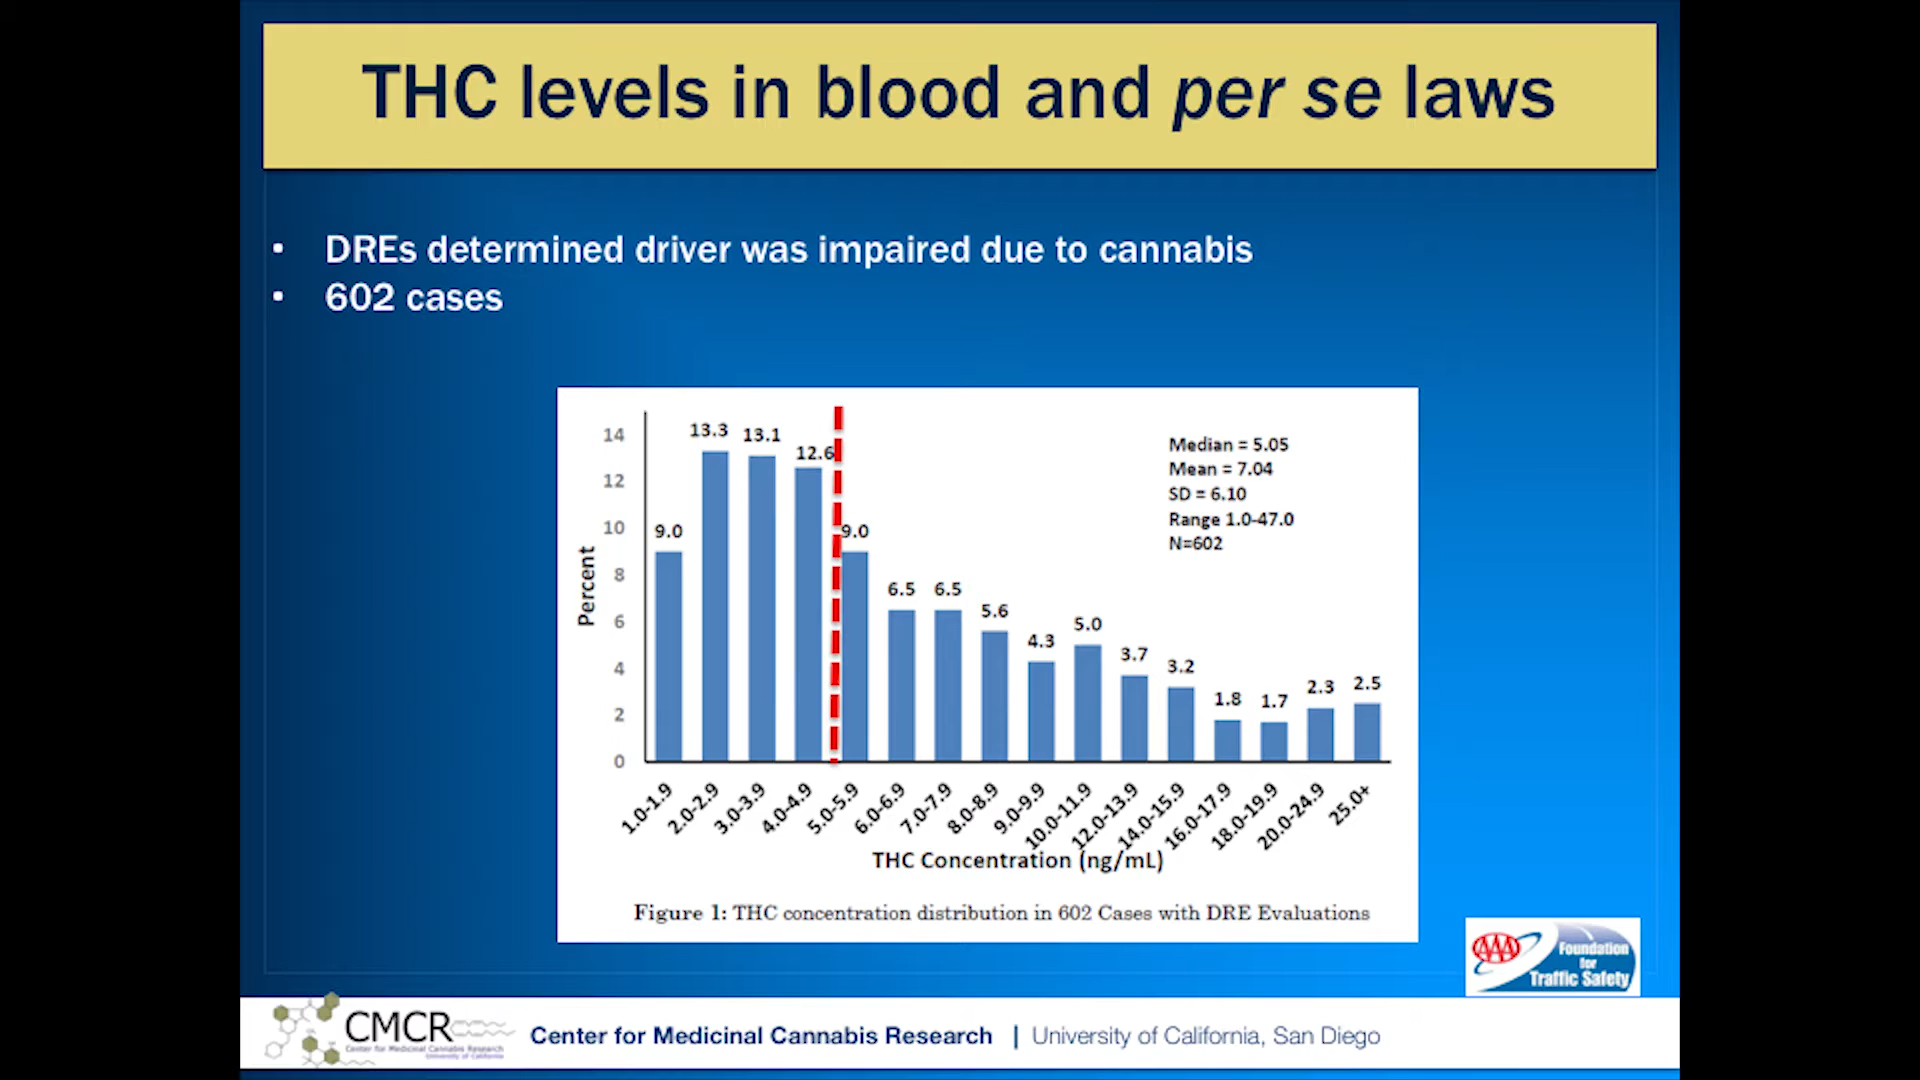 THC levels in blood and per se laws
• DREs determined driver was impaired due to cannabis
• 602 cases
Percent
14
12
10
8
6
4
2
0
9.0
13.3
13.1
12.6
9.0
6.5
6.5
5.6
4.3
5.0
3.7
3.2
1.8
1.7
2.3
2.5
Median = 5.05
Mean = 7.04
SD = 6.10
Range 1.0-47.0
N=602
1.0-1.9
2.0-2.9
3.0-3.9
4.0-4.9
5.0-5.9
6.0-6.9
7.0-7.9
8.0-8.9
9.0-9.9
10.0-11.9
12.0-13.9
14.0-15.9
16.0-17.9
18.0-19.9
20.0-24.9
25.0+
THC Concentration (ng/mL)
Figure 1: THC concentration distribution in 602 Cases with DRE Evaluations
AAA
Foundation
for
Traffic Safety
CMCR
Center for Medicinal Cannabis Research
University of California
Center for Medicinal Cannabis Research | University of California, San Diego